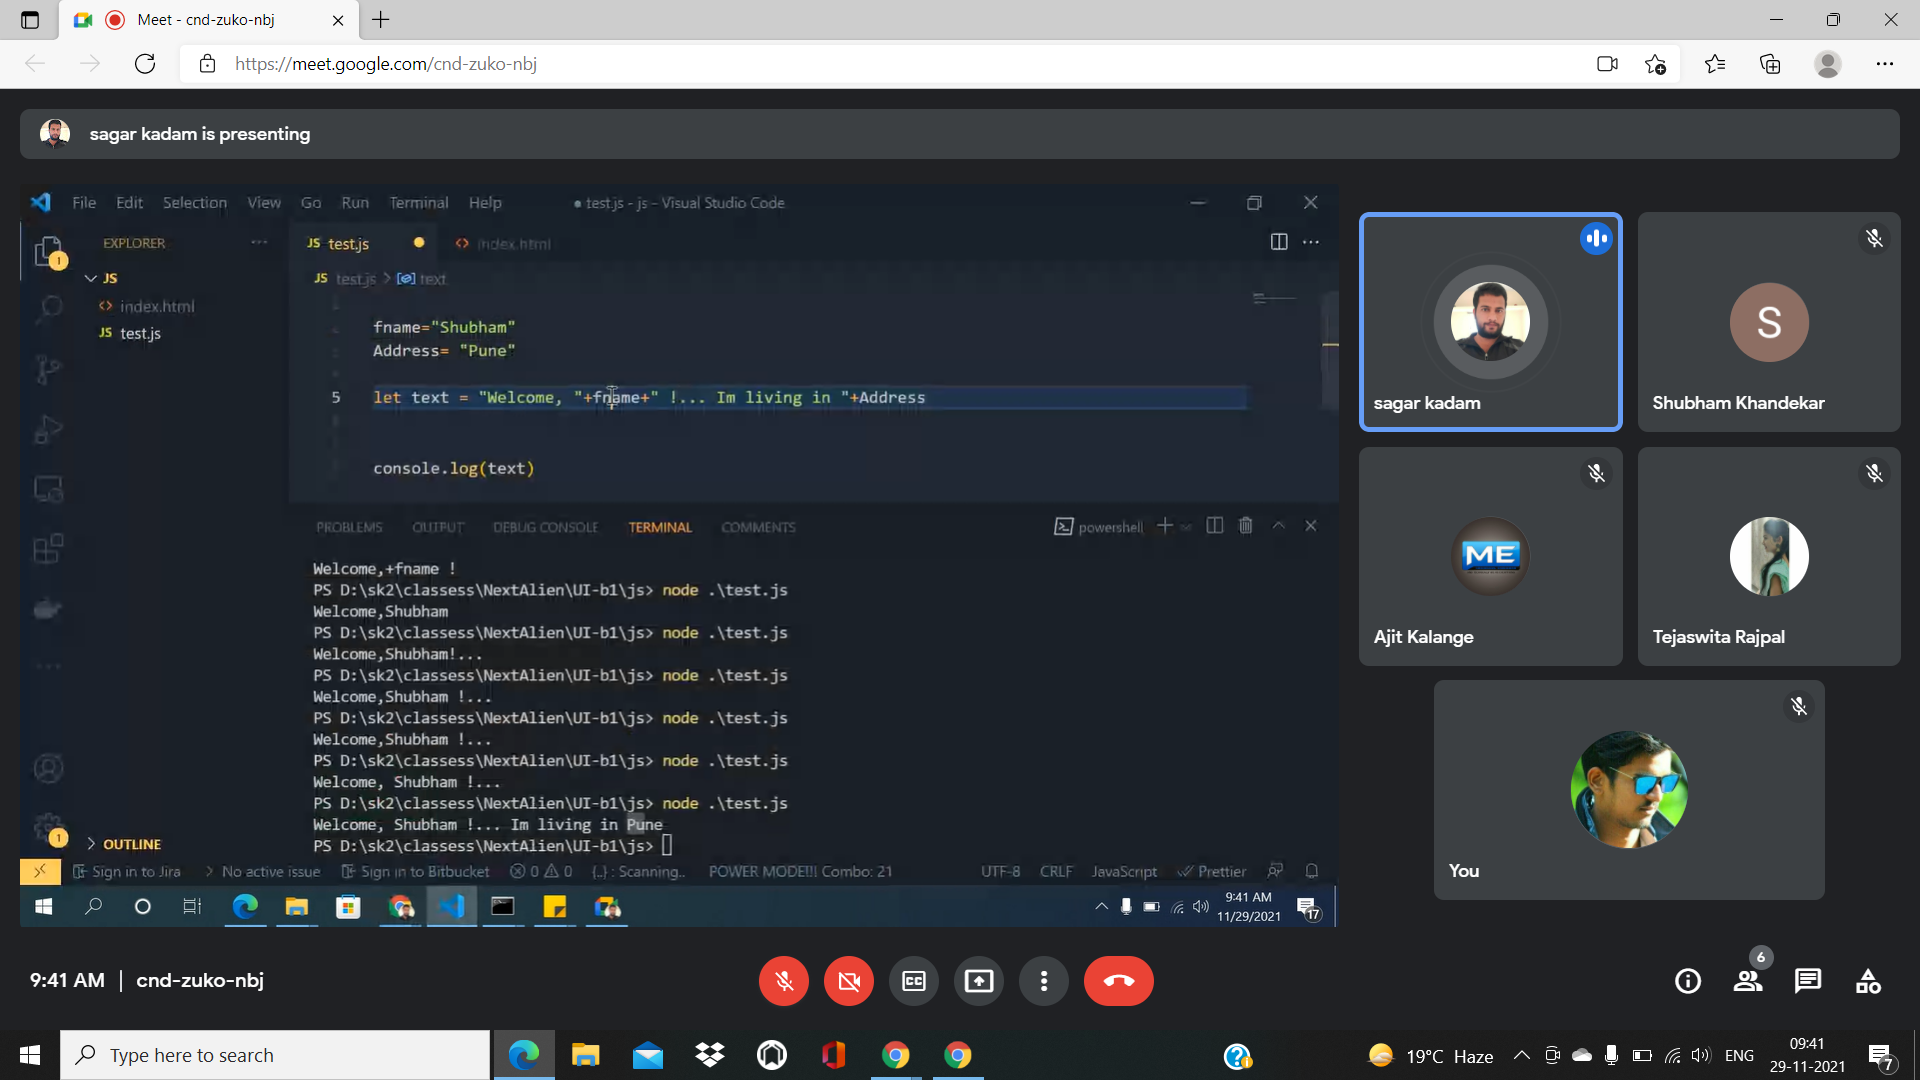 Meet - cnd-zuko-nbj
https://meet.google.com/cnd-zuko-nbj
sagar kadam is presenting
File Edit Selection View Go Run Terminal Help
● test.js - js - Visual Studio Code
EXPLORER ...
JS test.js
<> index.html
JS
<> index.html
JS test.js
JS test.js > text
fname="Shubham"
Address= "Pune"
5 let text = "Welcome, "+fname+" !... Im living in "+Address
console.log(text)
PROBLEMS OUTPUT DEBUG CONSOLE TERMINAL COMMENTS
powershell
Welcome,+fname !
PS D:\sk2\classess\NextAlien\UI-b1\js> node .\test.js
Welcome,Shubham
PS D:\sk2\classess\NextAlien\UI-b1\js> node .\test.js
Welcome,Shubham!...
PS D:\sk2\classess\NextAlien\UI-b1\js> node .\test.js
Welcome,Shubham !...
PS D:\sk2\classess\NextAlien\UI-b1\js> node .\test.js
Welcome,Shubham !...
PS D:\sk2\classess\NextAlien\UI-b1\js> node .\test.js
Welcome, Shubham !...
PS D:\sk2\classess\NextAlien\UI-b1\js> node .\test.js
Welcome, Shubham !... Im living in Pune
PS D:\sk2\classess\NextAlien\UI-b1\js>
1
1
OUTLINE
Sign in to Jira > No active issue Sign in to Bitbucket 0 0 {..} : Scanning.. POWER MODE!!! Combo: 21 UTF-8 CRLF JavaScript Prettier
9:41 AM
11/29/2021
17
sagar kadam
S
Shubham Khandekar
ME
Ajit Kalange
Tejaswita Rajpal
You
9:41 AM | cnd-zuko-nbj
CC
6
Type here to search
19°C Haze
ENG
09:41
29-11-2021
7